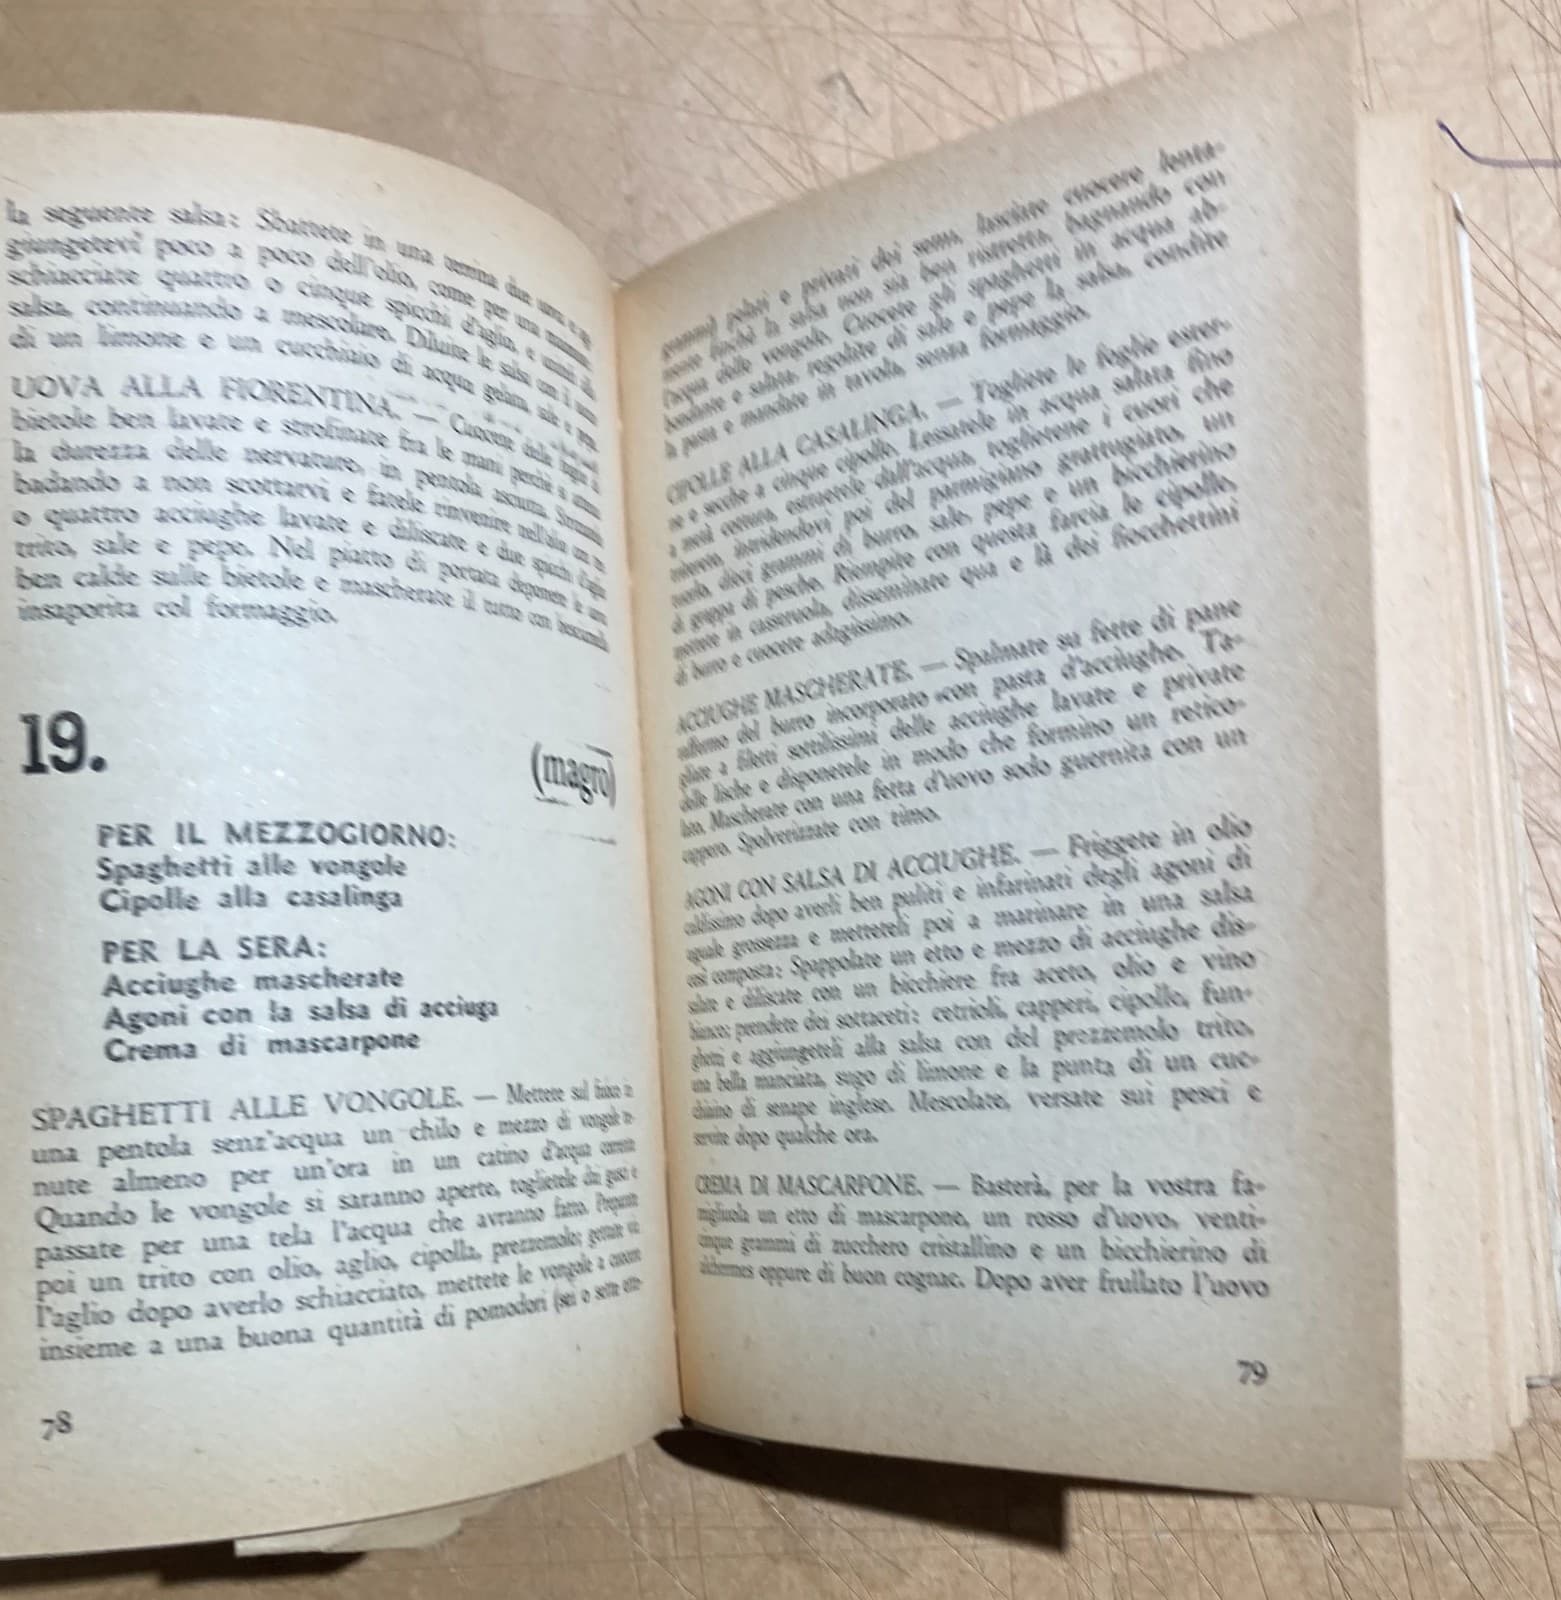 la seguente salsa: Sbattete in una terrina due uova e ag-
giungetevi poco a poco dell'olio, come per una maionese,
schiacciate quattro o cinque spicchi d'aglio, e uniteli alla
salsa, continuando a mescolare. Diluite la salsa con il succo
di un limone e un cucchiaio di acqua gelata, sale e pepe.
UOVA ALLA FIORENTINA. — Cuocete delle foglie di
bietole ben lavate e strofinate fra le mani perchè si
la durezza delle nervature, in pentola asciutta.
badando a non scottarvi e fatele rinvenire nell'olio con tre
o quattro acciughe lavate e diliscate e due spicchi d'aglio
trito, sale e pepe. Nel piatto di portata deponete le uova
ben calde sulle bietole e mascherate il tutto con besciamella
insaporita col formaggio.
19.
(magro)
PER IL MEZZOGIORNO:
Spaghetti alle vongole
Cipolle alla casalinga
PER LA SERA:
Acciughe mascherate
Agoni con la salsa di acciuga
Crema di mascarpone
SPAGHETTI ALLE VONGOLE. — Mettete sul fuoco in
una pentola senz'acqua un chilo e mezzo di vongole te-
nute almeno per un'ora in un catino d'acqua corrente.
Quando le vongole si saranno aperte, toglietele dai gusci e
passate per una tela l'acqua che avranno fatto. Preparate
poi un trito con olio, aglio, cipolla, prezzemolo; gettate via
l'aglio dopo averlo schiacciato, mettete le vongole a cuocere
insieme a una buona quantità di pomodori (sei o sette etto-
78
grammi) pelati e privati dei semi, lasciate cuocere lenta-
mente finchè la salsa non sia ben ristretta, bagnando con
l'acqua delle vongole. Cuocete gli spaghetti in acqua ab-
bondante e salata, regolate di sale e pepe la salsa, condite
la pasta e mandate in tavola, senza formaggio.
CIPOLLE ALLA CASALINGA. — Togliete le foglie ester-
ne e secche a cinque cipolle. Lessatele in acqua salata fino
a metà cottura, estraetele dall'acqua, toglietene i cuori che
triterete, intridendovi poi del parmigiano grattugiato, un
tuorlo, dieci grammi di burro, sale, pepe e un bicchierino
di grappa di pesche. Riempite con questa farcia le cipolle,
mettete in casseruola, disseminate qua e là dei fiocchettini
di burro e cuocete adagissimo.
ACCIUGHE MASCHERATE. — Spalmate su fette di pane
raffermo del burro incorporato con pasta d'acciughe. Ta-
gliate a filetti sottilissimi delle acciughe lavate e private
delle lische e disponetele in modo che formino un retico-
lato. Mascherate con una fetta d'uovo sodo guernita con un
cappero. Spolverizzate con timo.
AGONI CON SALSA DI ACCIUGHE. — Friggete in olio
caldissimo dopo averli ben puliti e infarinati degli agoni di
uguale grossezza e metteteli poi a marinare in una salsa
così composta: Spappolate un etto e mezzo di acciughe dis-
salate e diliscate con un bicchiere fra aceto, olio e vino
bianco; prendete dei sottaceti: cetrioli, capperi, cipolle, fun-
ghetti e aggiungeteli alla salsa con del prezzemolo trito,
una bella manciata, sugo di limone e la punta di un cuc-
chiaino di senape inglese. Mescolate, versate sui pesci e
servite dopo qualche ora.
CREMA DI MASCARPONE. — Basterà, per la vostra fa-
migliuola un etto di mascarpone, un rosso d'uovo, venti-
cinque grammi di zucchero cristallino e un bicchierino di
alchermes oppure di buon cognac. Dopo aver frullato l'uovo
79